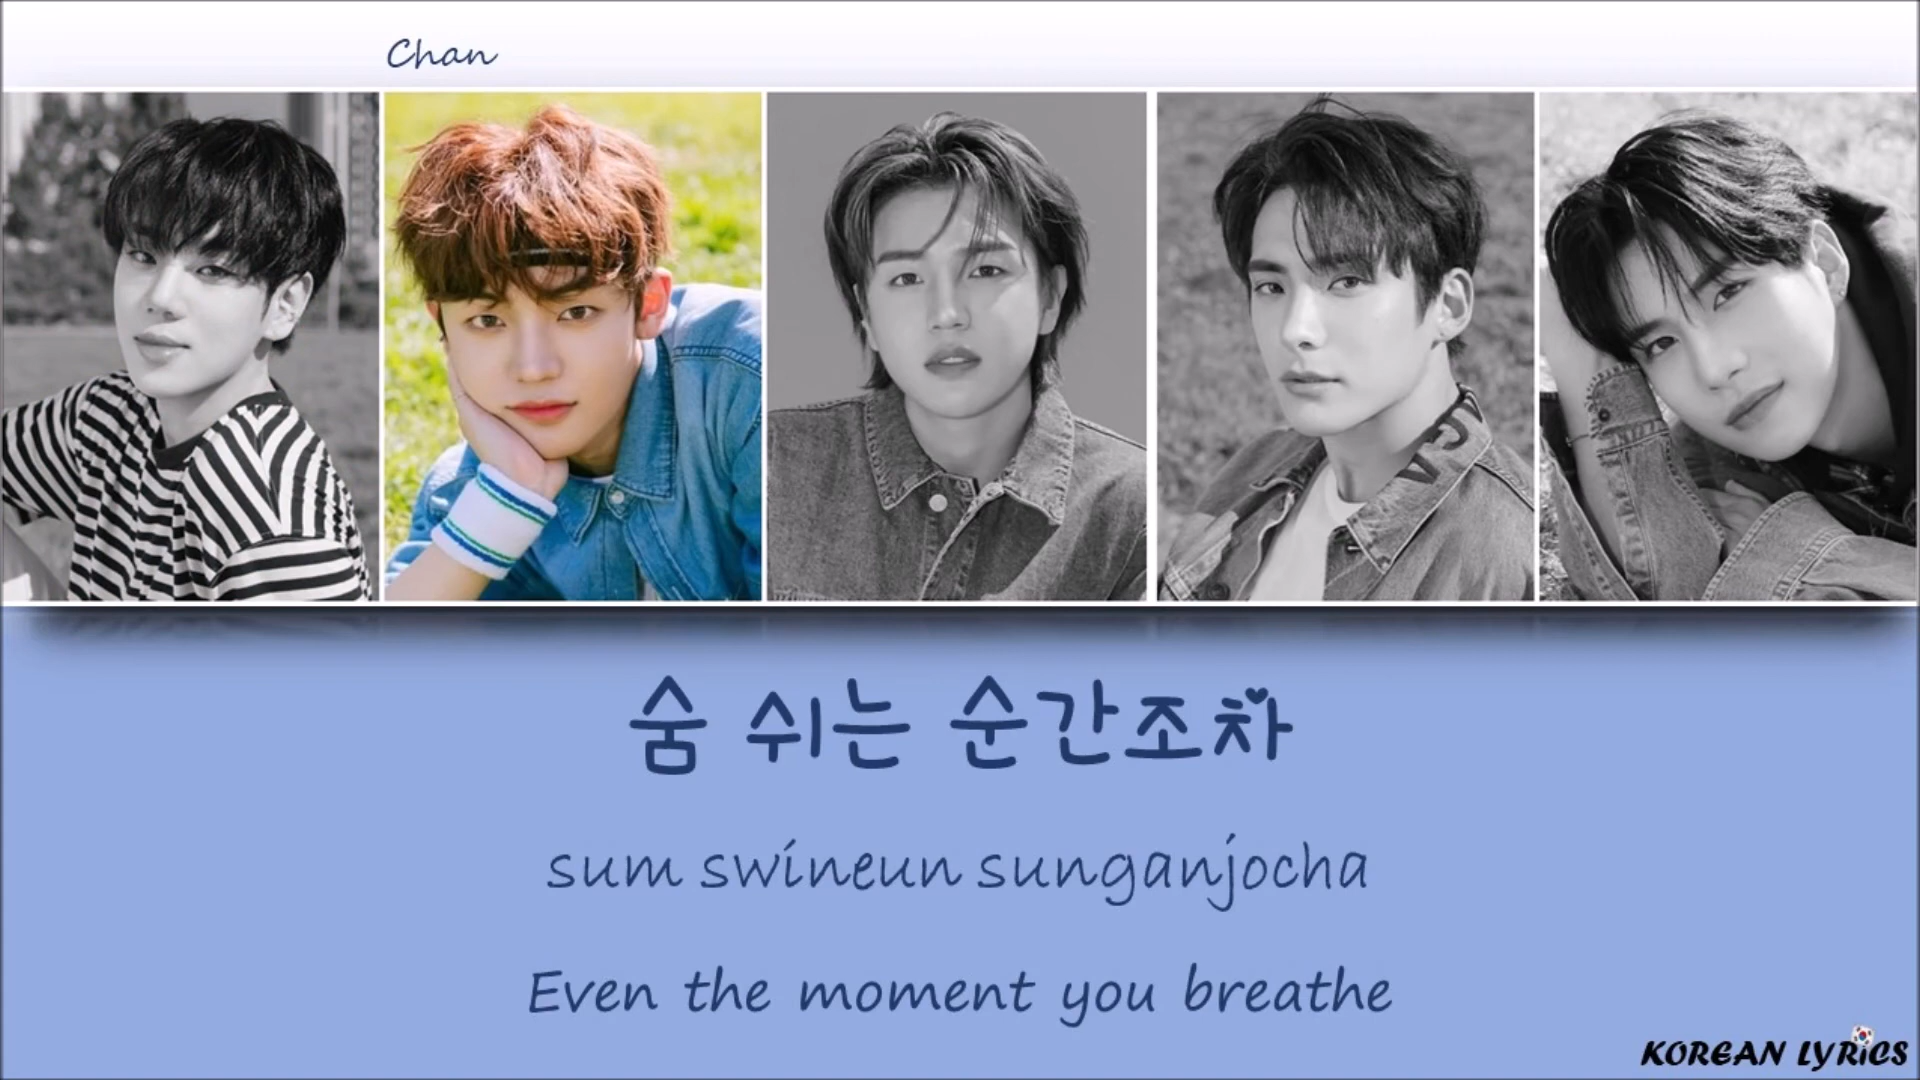 Chan
숨 쉬는 순간조차
sum swineun sunganjocha
Even the moment you breathe
KOREAN LYRICS